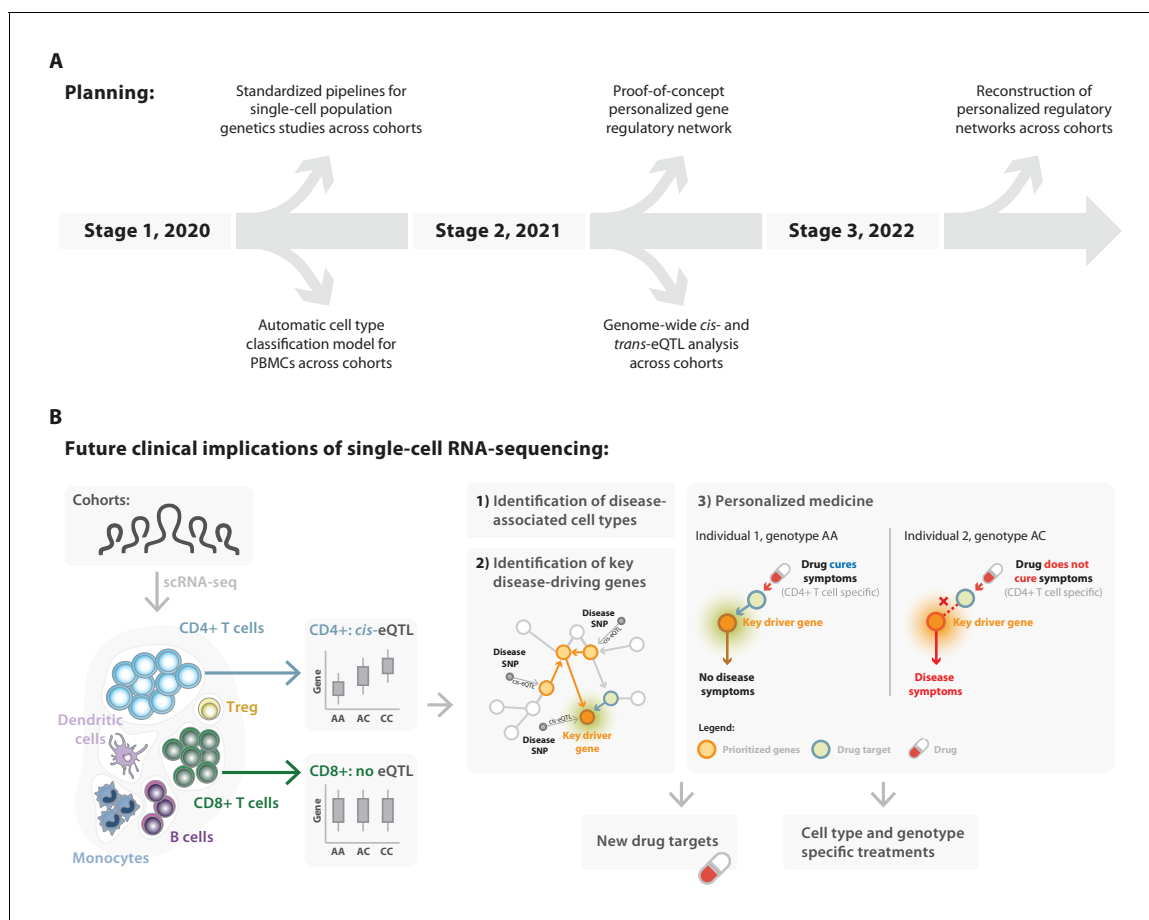 A
Planning:
Standardized pipelines for
single-cell population
genetics studies across cohorts
Proof-of-concept
personalized gene
regulatory network
Reconstruction of
personalized regulatory
networks across cohorts
Stage 1, 2020
Stage 2, 2021
Stage 3, 2022
Automatic cell type
classification model for
PBMCs across cohorts
Genome-wide cis- and
trans-eQTL analysis
across cohorts
B
Future clinical implications of single-cell RNA-sequencing:
Cohorts:
scRNA-seq
CD4+ T cells
Treg
Dendritic
cells
CD8+ T cells
B cells
Monocytes
CD4+: cis-eQTL
Gene
AA AC CC
CD8+: no eQTL
Gene
AA AC CC
1) Identification of disease-
associated cell types
2) Identification of key
disease-driving genes
Disease
SNP
cis-eQTL
Disease
SNP
cis-eQTL
Disease
SNP
cis-eQTL
Key driver
gene
3) Personalized medicine
Individual 1, genotype AA
Drug cures
symptoms
(CD4+ T cell specific)
Key driver gene
No disease
symptoms
Individual 2, genotype AC
Drug does not
cure symptoms
(CD4+ T cell specific)
Key driver gene
Disease
symptoms
Legend:
Prioritized genes
Drug target
Drug
New drug targets
Cell type and genotype
specific treatments